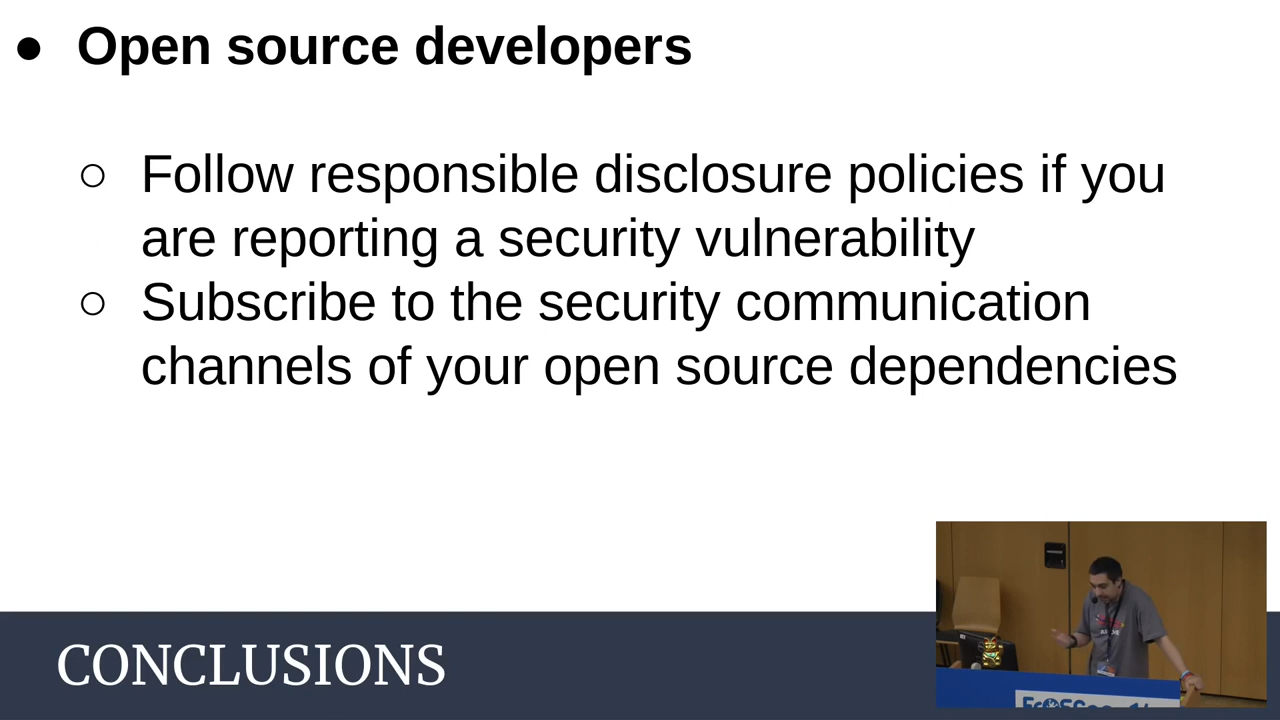 ● Open source developers
○ Follow responsible disclosure policies if you
are reporting a security vulnerability
○ Subscribe to the security communication
channels of your open source dependencies
CONCLUSIONS